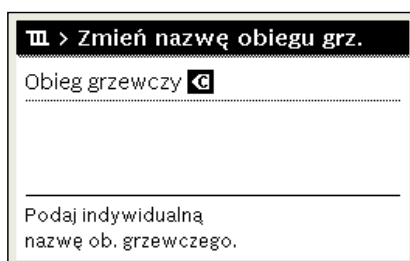 > Zmień nazwę obiegu grz.
Obieg grzewczy C
Podaj indywidualną
nazwę ob. grzewczego.